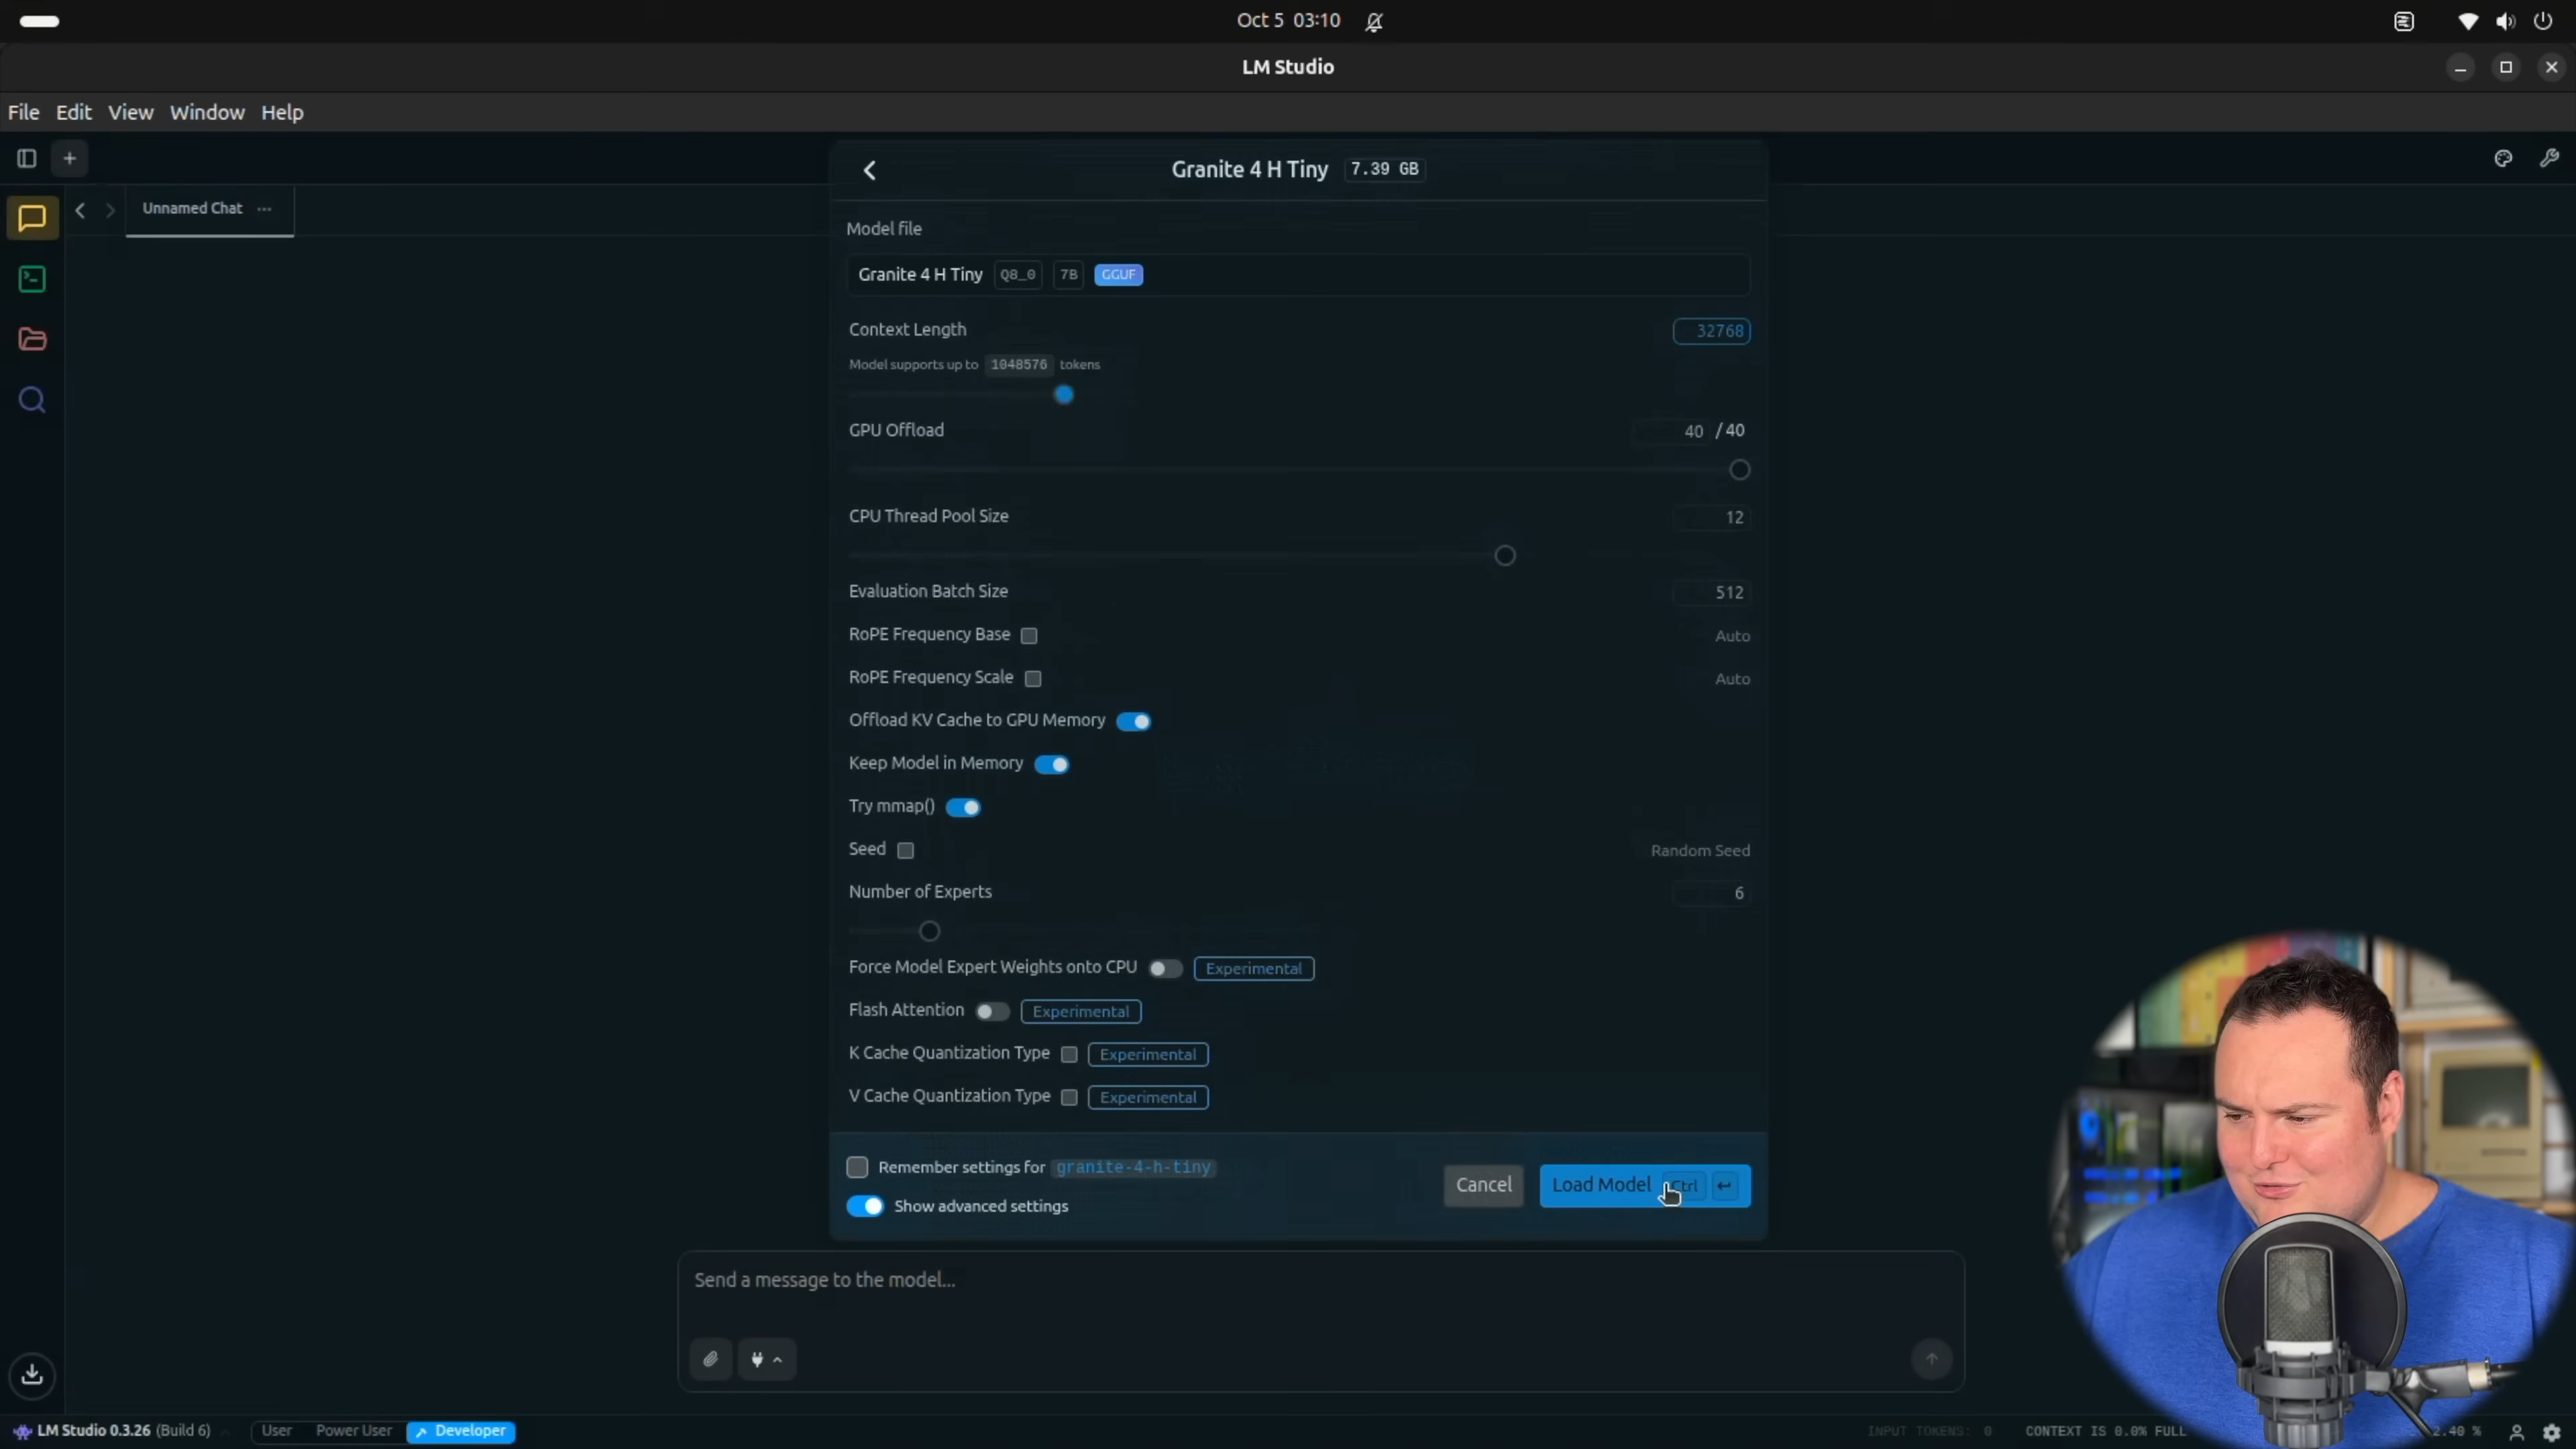 Oct 5 03:10
LM Studio
File Edit View Window Help
Granite 4 H Tiny 7.39 GB
Unnamed Chat
Model file
Granite 4 H Tiny Q8_0 7B GGUF
Context Length 32768
Model supports up to 1048576 tokens
GPU Offload 40 / 40
CPU Thread Pool Size 12
Evaluation Batch Size 512
RoPE Frequency Base Auto
RoPE Frequency Scale Auto
Offload KV Cache to GPU Memory
Keep Model in Memory
Try mmap()
Seed Random Seed
Number of Experts 6
Force Model Expert Weights onto CPU Experimental
Flash Attention Experimental
K Cache Quantization Type Experimental
V Cache Quantization Type Experimental
Remember settings for granite-4-h-tiny
Cancel Load Model Ctrl
Show advanced settings
Send a message to the model...
LM Studio 0.3.26 (Build 6) User Power User Developer INPUT TOKENS: 0 CONTEXT IS 0.0% FULL 2.40 %